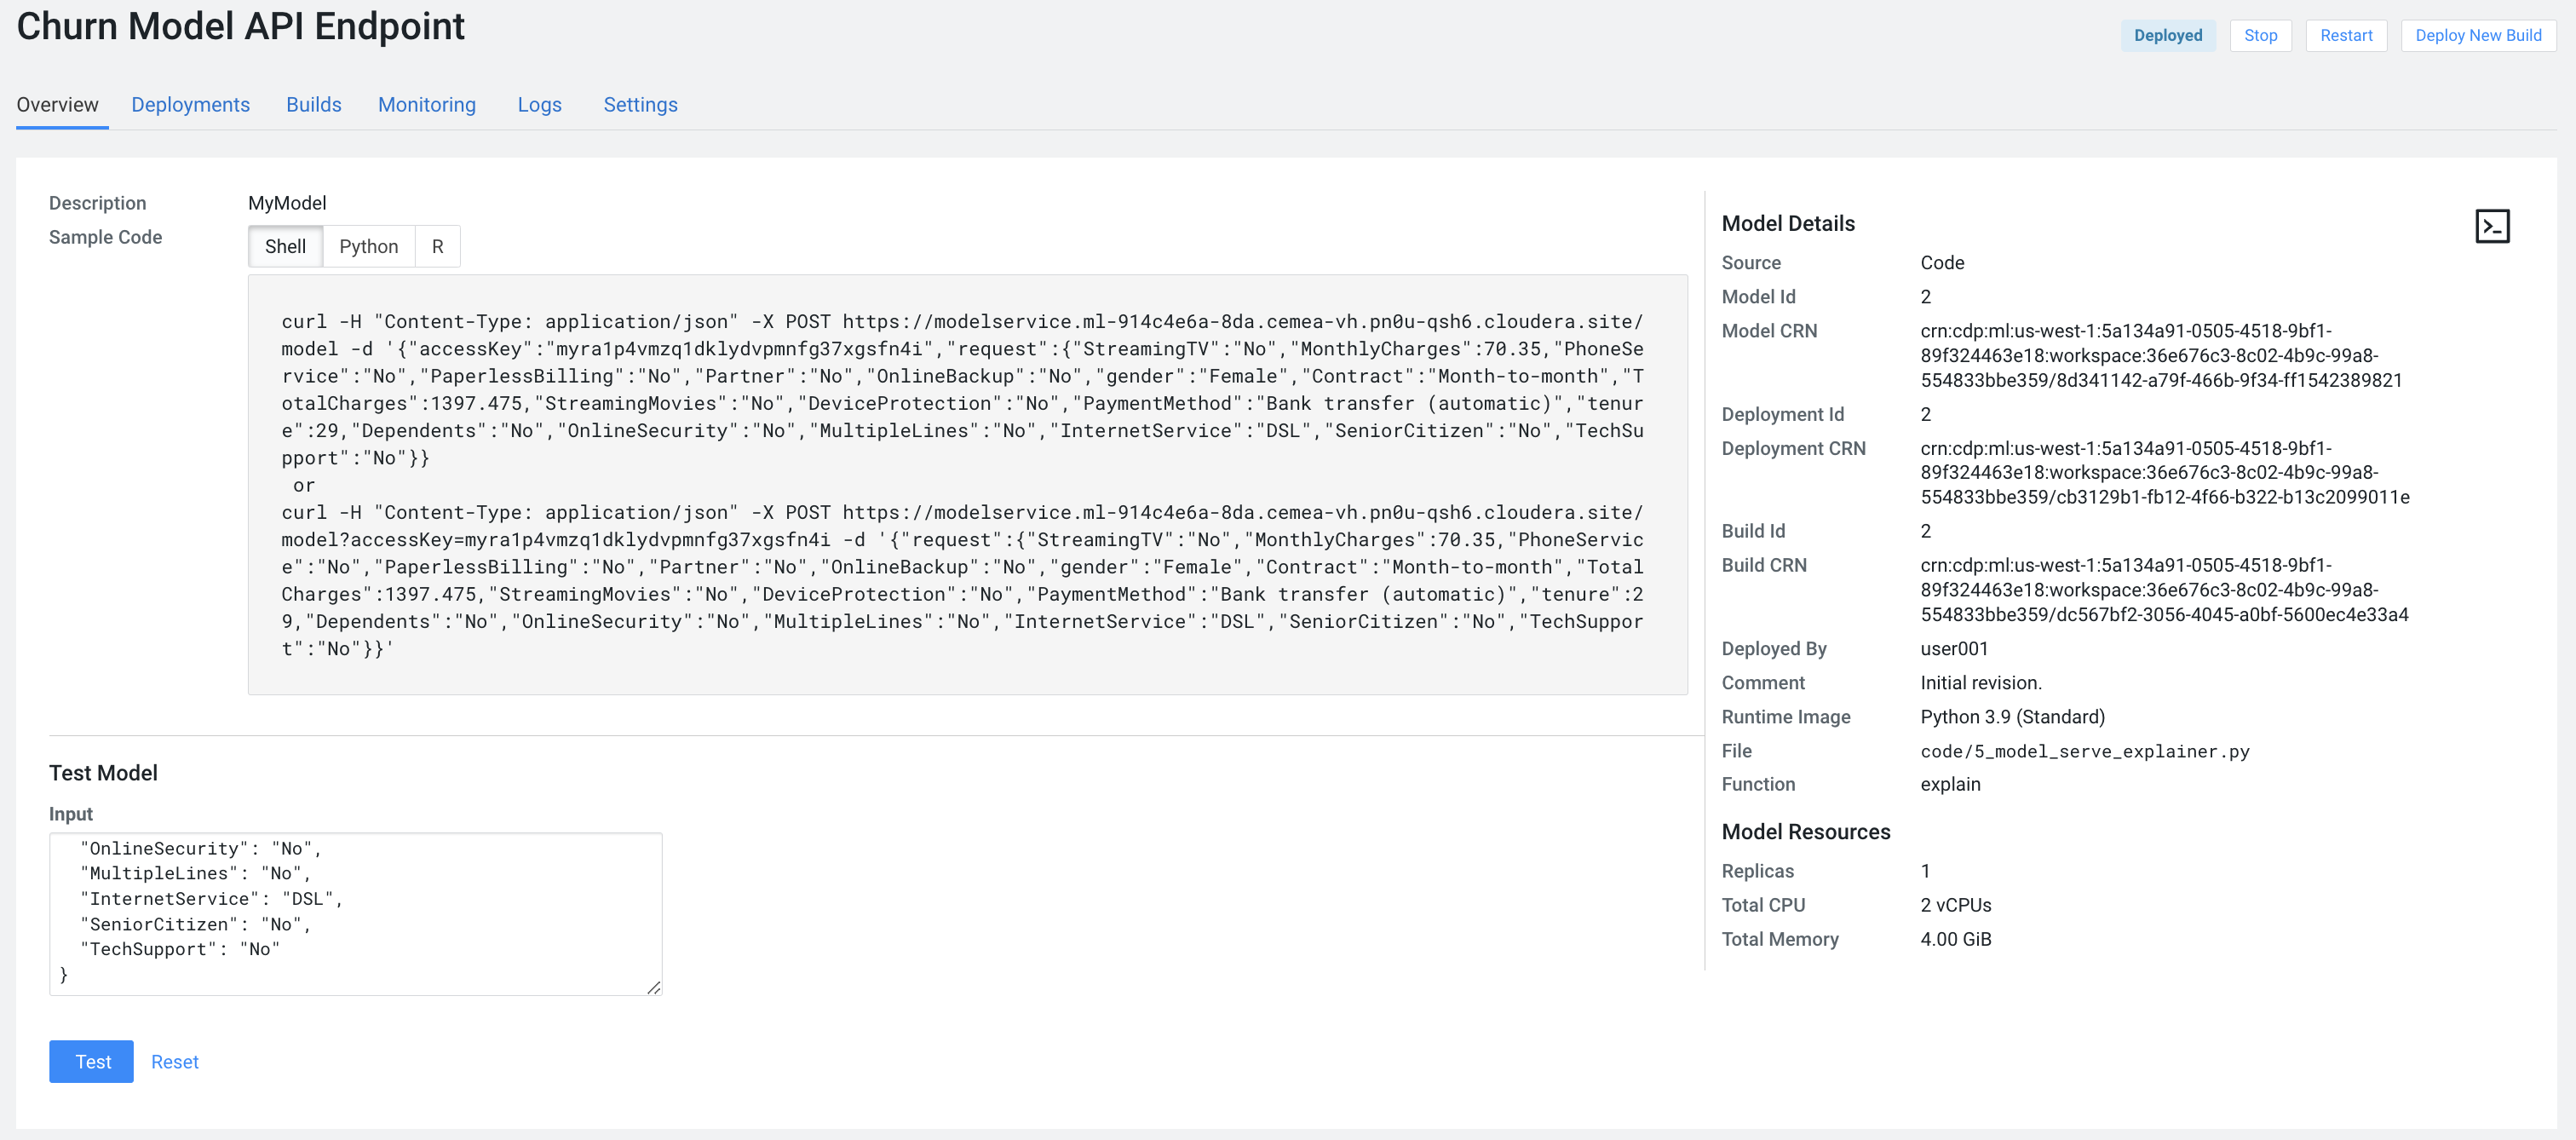 Churn Model API Endpoint
Deployed Stop Restart Deploy New Build
Overview Deployments Builds Monitoring Logs Settings
Description MyModel
Sample Code
Shell Python R
curl -H "Content-Type: application/json" -X POST https://modelservice.ml-914c4e6a-8da.cemea-vh.pn0u-qsh6.cloudera.site/
model -d '{"accessKey":"myra1p4vmzq1dklydvpmnfg37xgsfn4i","request":{"StreamingTV":"No","MonthlyCharges":70.35,"PhoneSe
rvice":"No","PaperlessBilling":"No","Partner":"No","OnlineBackup":"No","gender":"Female","Contract":"Month-to-month","T
otalCharges":1397.475,"StreamingMovies":"No","DeviceProtection":"No","PaymentMethod":"Bank transfer (automatic)","tenur
e":29,"Dependents":"No","OnlineSecurity":"No","MultipleLines":"No","InternetService":"DSL","SeniorCitizen":"No","TechSu
pport":"No"}}
or
curl -H "Content-Type: application/json" -X POST https://modelservice.ml-914c4e6a-8da.cemea-vh.pn0u-qsh6.cloudera.site/
model?accessKey=myra1p4vmzq1dklydvpmnfg37xgsfn4i -d '{"request":{"StreamingTV":"No","MonthlyCharges":70.35,"PhoneServic
e":"No","PaperlessBilling":"No","Partner":"No","OnlineBackup":"No","gender":"Female","Contract":"Month-to-month","Total
Charges":1397.475,"StreamingMovies":"No","DeviceProtection":"No","PaymentMethod":"Bank transfer (automatic)","tenure":2
9,"Dependents":"No","OnlineSecurity":"No","MultipleLines":"No","InternetService":"DSL","SeniorCitizen":"No","TechSuppor
t":"No"}}'
Test Model
Input
"OnlineSecurity": "No",
"MultipleLines": "No",
"InternetService": "DSL",
"SeniorCitizen": "No",
"TechSupport": "No"
}
Test Reset
Model Details
Source Code
Model Id 2
Model CRN crn:cdp:ml:us-west-1:5a134a91-0505-4518-9bf1-
89f324463e18:workspace:36e676c3-8c02-4b9c-99a8-
554833bbe359/8d341142-a79f-466b-9f34-ff1542389821
Deployment Id 2
Deployment CRN crn:cdp:ml:us-west-1:5a134a91-0505-4518-9bf1-
89f324463e18:workspace:36e676c3-8c02-4b9c-99a8-
554833bbe359/cb3129b1-fb12-4f66-b322-b13c2099011e
Build Id 2
Build CRN crn:cdp:ml:us-west-1:5a134a91-0505-4518-9bf1-
89f324463e18:workspace:36e676c3-8c02-4b9c-99a8-
554833bbe359/dc567bf2-3056-4045-a0bf-5600ec4e33a4
Deployed By user001
Comment Initial revision.
Runtime Image Python 3.9 (Standard)
File code/5_model_serve_explainer.py
Function explain
Model Resources
Replicas 1
Total CPU 2 vCPUs
Total Memory 4.00 GiB